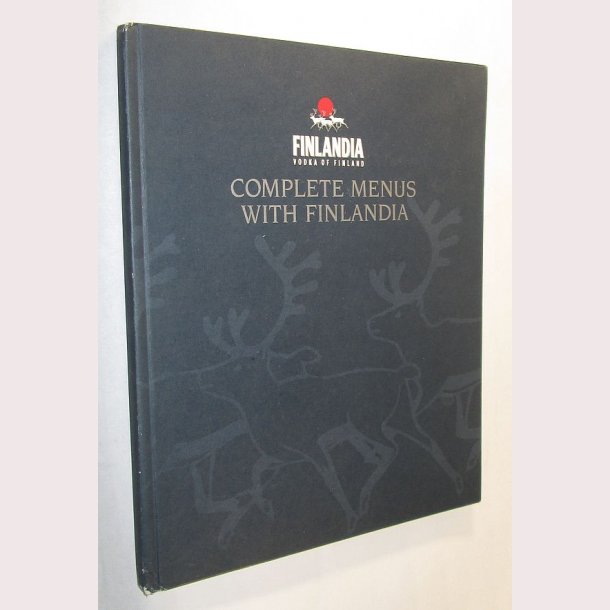 FINLANDIA
VODKA OF FINLAND
COMPLETE MENUS
WITH FINLANDIA